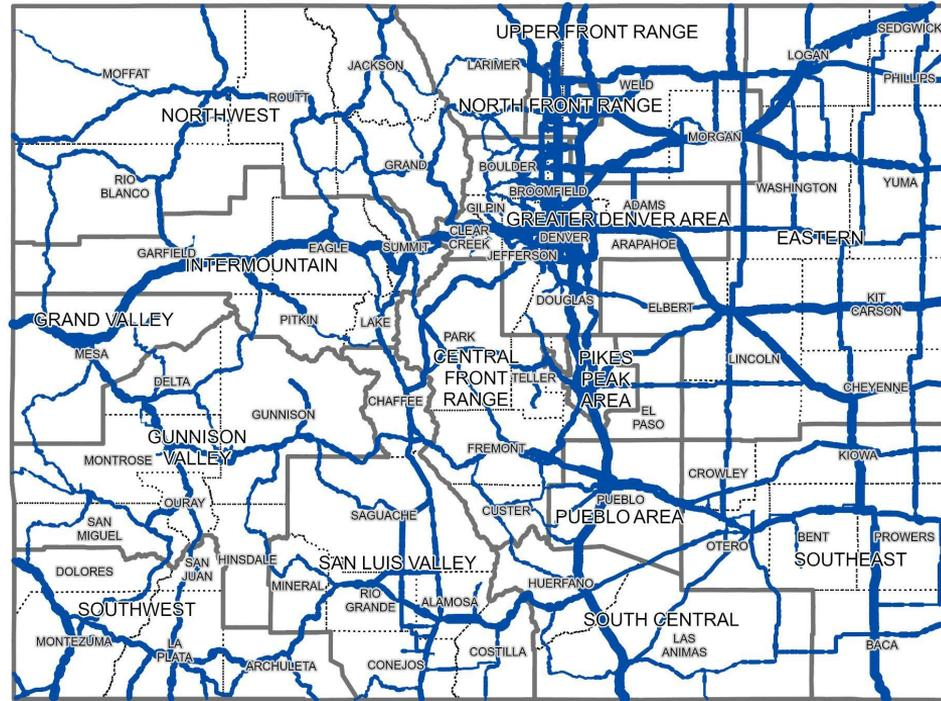 UPPER FRONT RANGE
SEDGWICK
LOGAN
JACKSON
LARIMER
MOFFAT
PHILLIPS
WELD
ROUTT
NORTH FRONT RANGE
NORTHWEST
MORGAN
GRAND
BOULDER
RIO
BLANCO
YUMA
WASHINGTON
BROOMFIELD
ADAMS
GILPIN
GREATER DENVER AREA
CLEAR
CREEK
DENVER
EASTERN
ARAPAHOE
EAGLE
SUMMIT
GARFIELD
JEFFERSON
INTERMOUNTAIN
DOUGLAS
KIT
CARSON
ELBERT
GRAND VALLEY
PITKIN
LAKE
PARK
MESA
CENTRAL
FRONT
RANGE
PIKES
PEAK
AREA
LINCOLN
TELLER
DELTA
CHEYENNE
CHAFFEE
GUNNISON
EL
PASO
GUNNISON
VALLEY
FREMONT
KIOWA
MONTROSE
CROWLEY
PUEBLO
OURAY
CUSTER
SAGUACHE
PUEBLO AREA
SAN
MIGUEL
BENT
PROWERS
OTERO
SOUTHEAST
HINSDALE
SAN
JUAN
SAN LUIS VALLEY
DOLORES
MINERAL
HUERFANO
RIO
GRANDE
ALAMOSA
SOUTHWEST
SOUTH CENTRAL
MONTEZUMA
LAS
ANIMAS
LA
PLATA
BACA
COSTILLA
ARCHULETA
CONEJOS